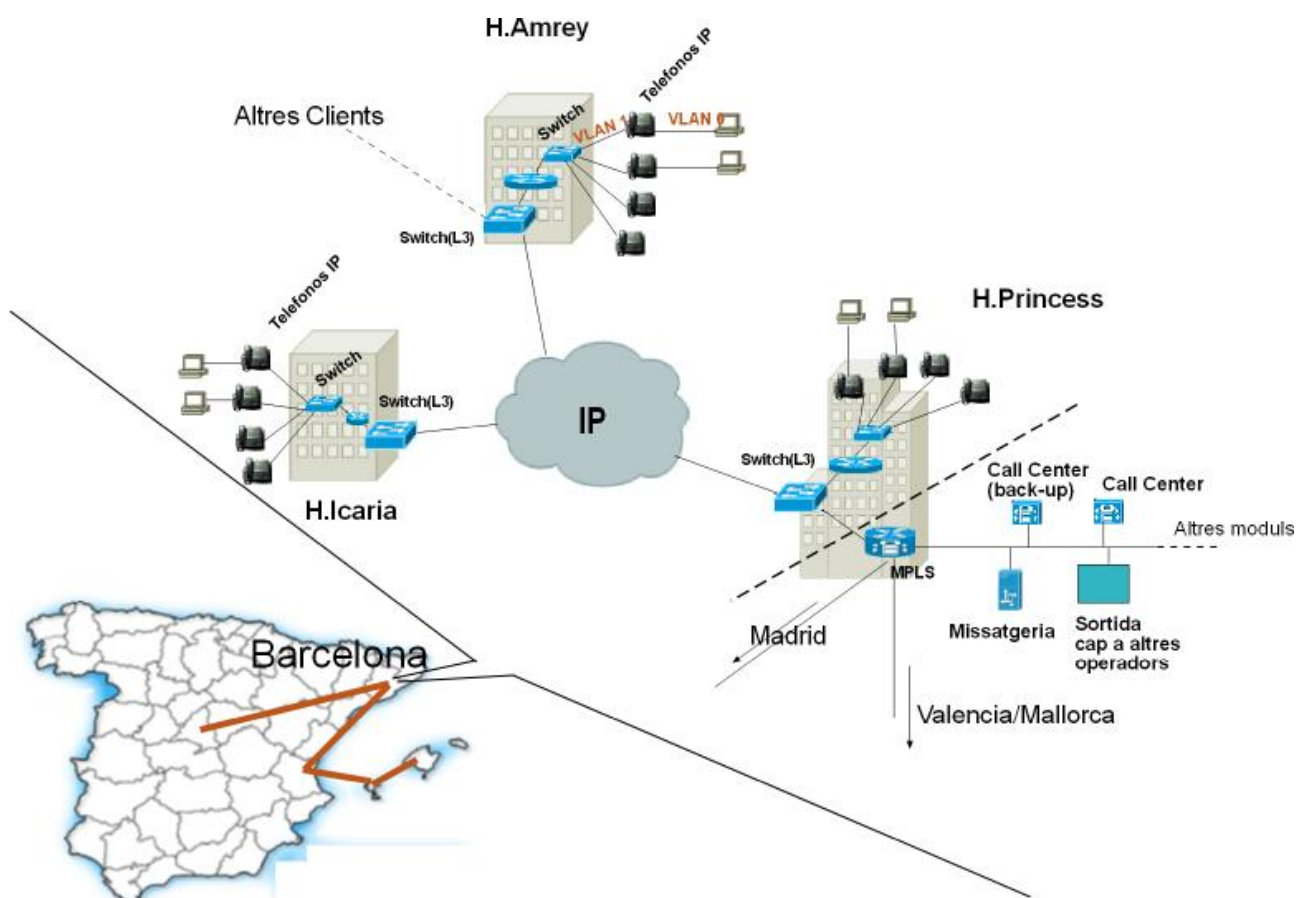 H.Amrey
Telefonos IP
Altres Clients
Switch
VLAN 1
VLAN 0
Switch(L3)
Telefonos IP
H.Princess
Switch
Switch(L3)
IP
Switch(L3)
H.Icaria
Call Center
(back-up)
Call Center
Altres moduls
MPLS
Missatgeria
Sortida
cap a altres
operadors
Madrid
Barcelona
Valencia/Mallorca